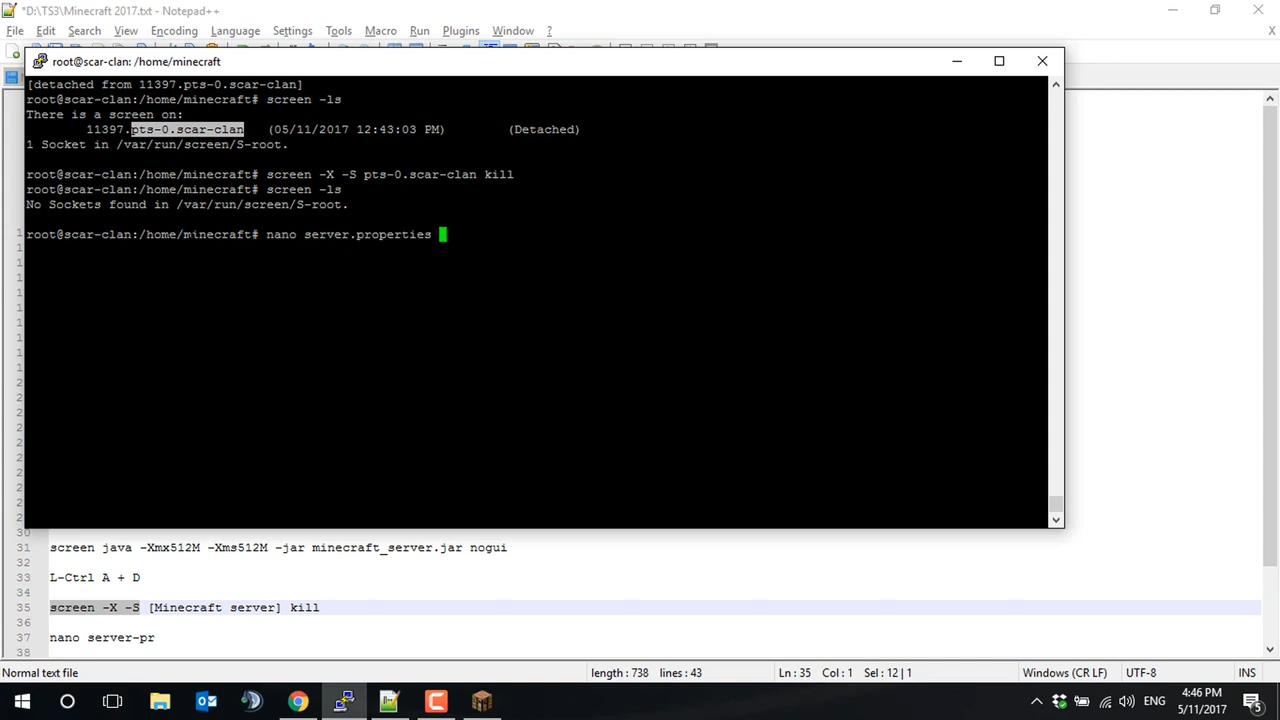 *D:\TS3\Minecraft 2017.txt - Notepad++
File Edit Search View Encoding Language Settings Tools Macro Run Plugins Window ? X
root@scar-clan: /home/minecraft
[detached from 11397.pts-0.scar-clan]
root@scar-clan:/home/minecraft# screen -ls
There is a screen on:
11397.pts-0.scar-clan (05/11/2017 12:43:03 PM) (Detached)
1 Socket in /var/run/screen/S-root.
root@scar-clan:/home/minecraft# screen -X -S pts-0.scar-clan kill
root@scar-clan:/home/minecraft# screen -ls
No Sockets found in /var/run/screen/S-root.
root@scar-clan:/home/minecraft# nano server.properties
30
31 screen java -Xmx512M -Xms512M -jar minecraft_server.jar nogui
32
33 L-Ctrl A + D
34
35 screen -X -S [Minecraft server] kill
36
37 nano server-pr
38
Normal text file length : 738 lines : 43 Ln : 35 Col : 1 Sel : 12 | 1 Windows (CR LF) UTF-8 INS
ENG 4:46 PM
5/11/2017 5